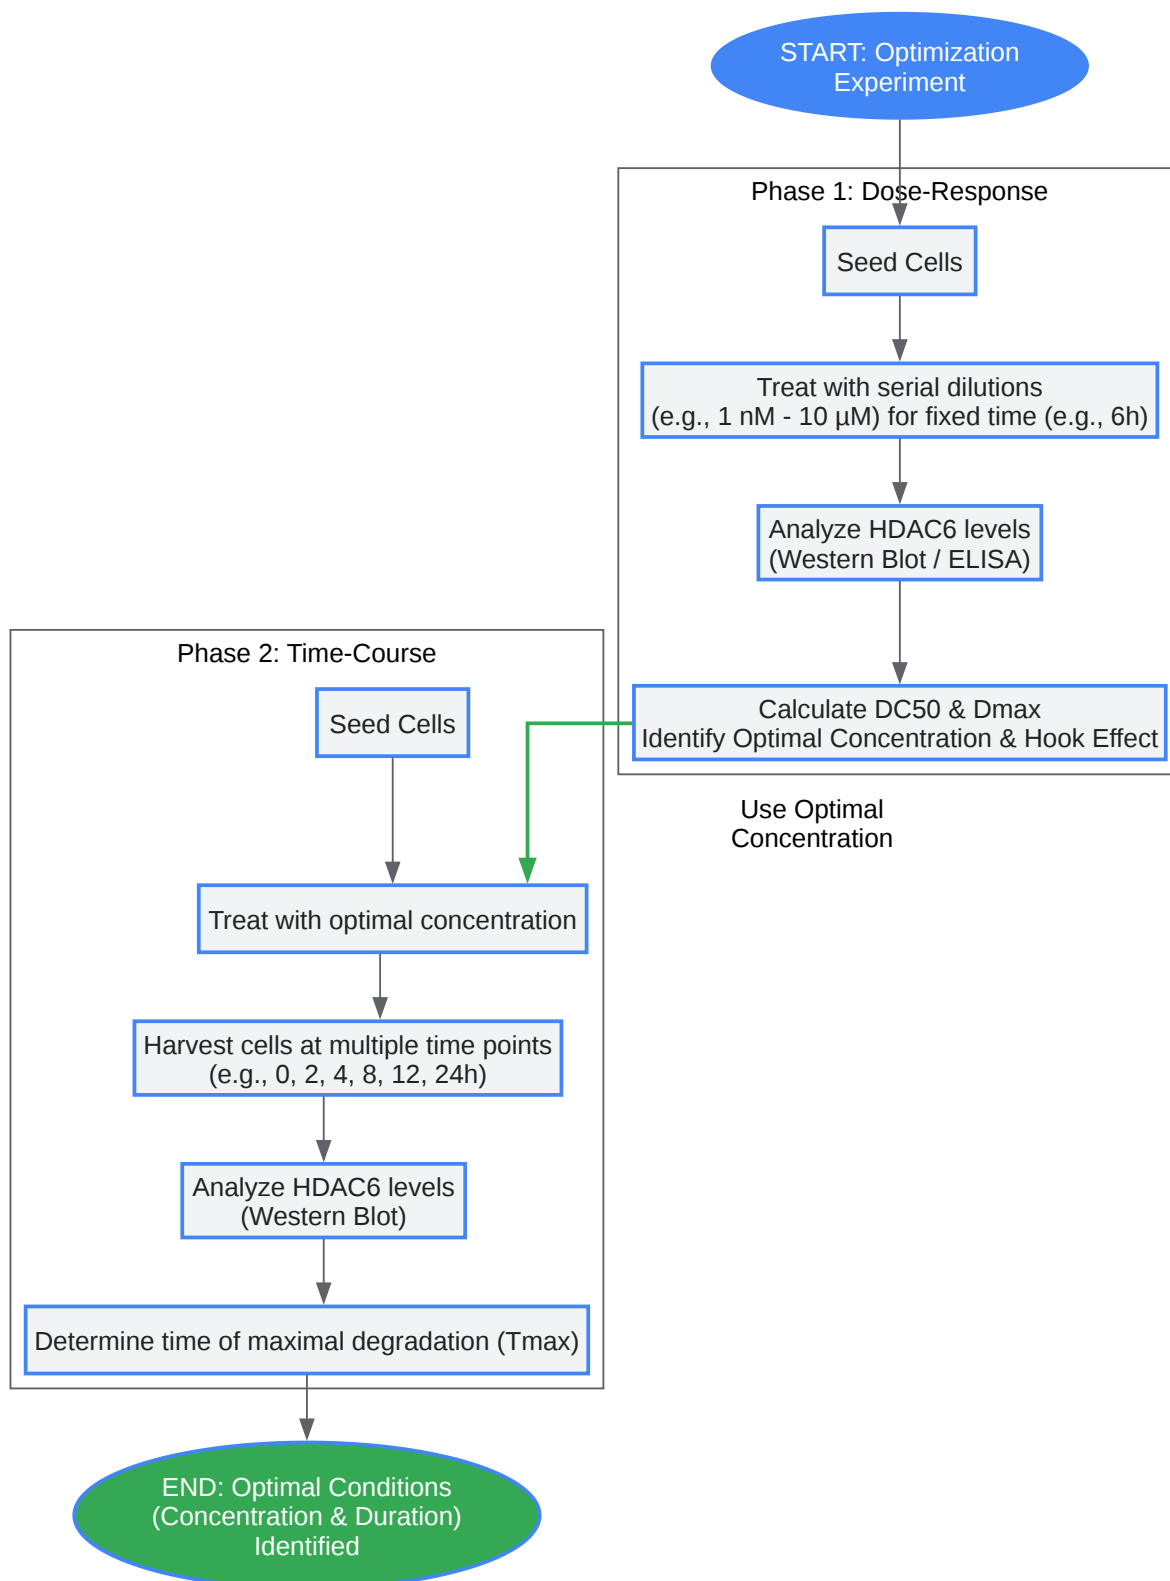 START: Optimization
Experiment
Phase 1: Dose-Response
Seed Cells
Treat with serial dilutions
(e.g., 1 nM - 10 µM) for fixed time (e.g., 6h)
Analyze HDAC6 levels
(Western Blot / ELISA)
Calculate DC50 & Dmax
Identify Optimal Concentration & Hook Effect
Use Optimal
Concentration
Phase 2: Time-Course
Seed Cells
Treat with optimal concentration
Harvest cells at multiple time points
(e.g., 0, 2, 4, 8, 12, 24h)
Analyze HDAC6 levels
(Western Blot)
Determine time of maximal degradation (Tmax)
END: Optimal Conditions
(Concentration & Duration)
Identified